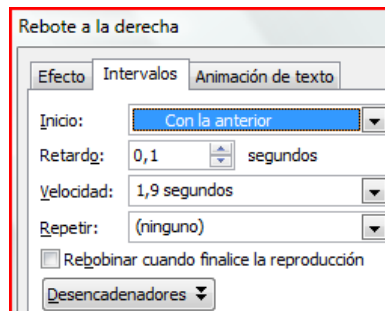 Rebote a la derecha
Efecto Intervalos Animación de texto
Inicio: Con la anterior
Retardo: 0,1 segundos
Velocidad: 1,9 segundos
Repetir: (ninguno)
Rebobinar cuando finalice la reproducción
Desencadenadores